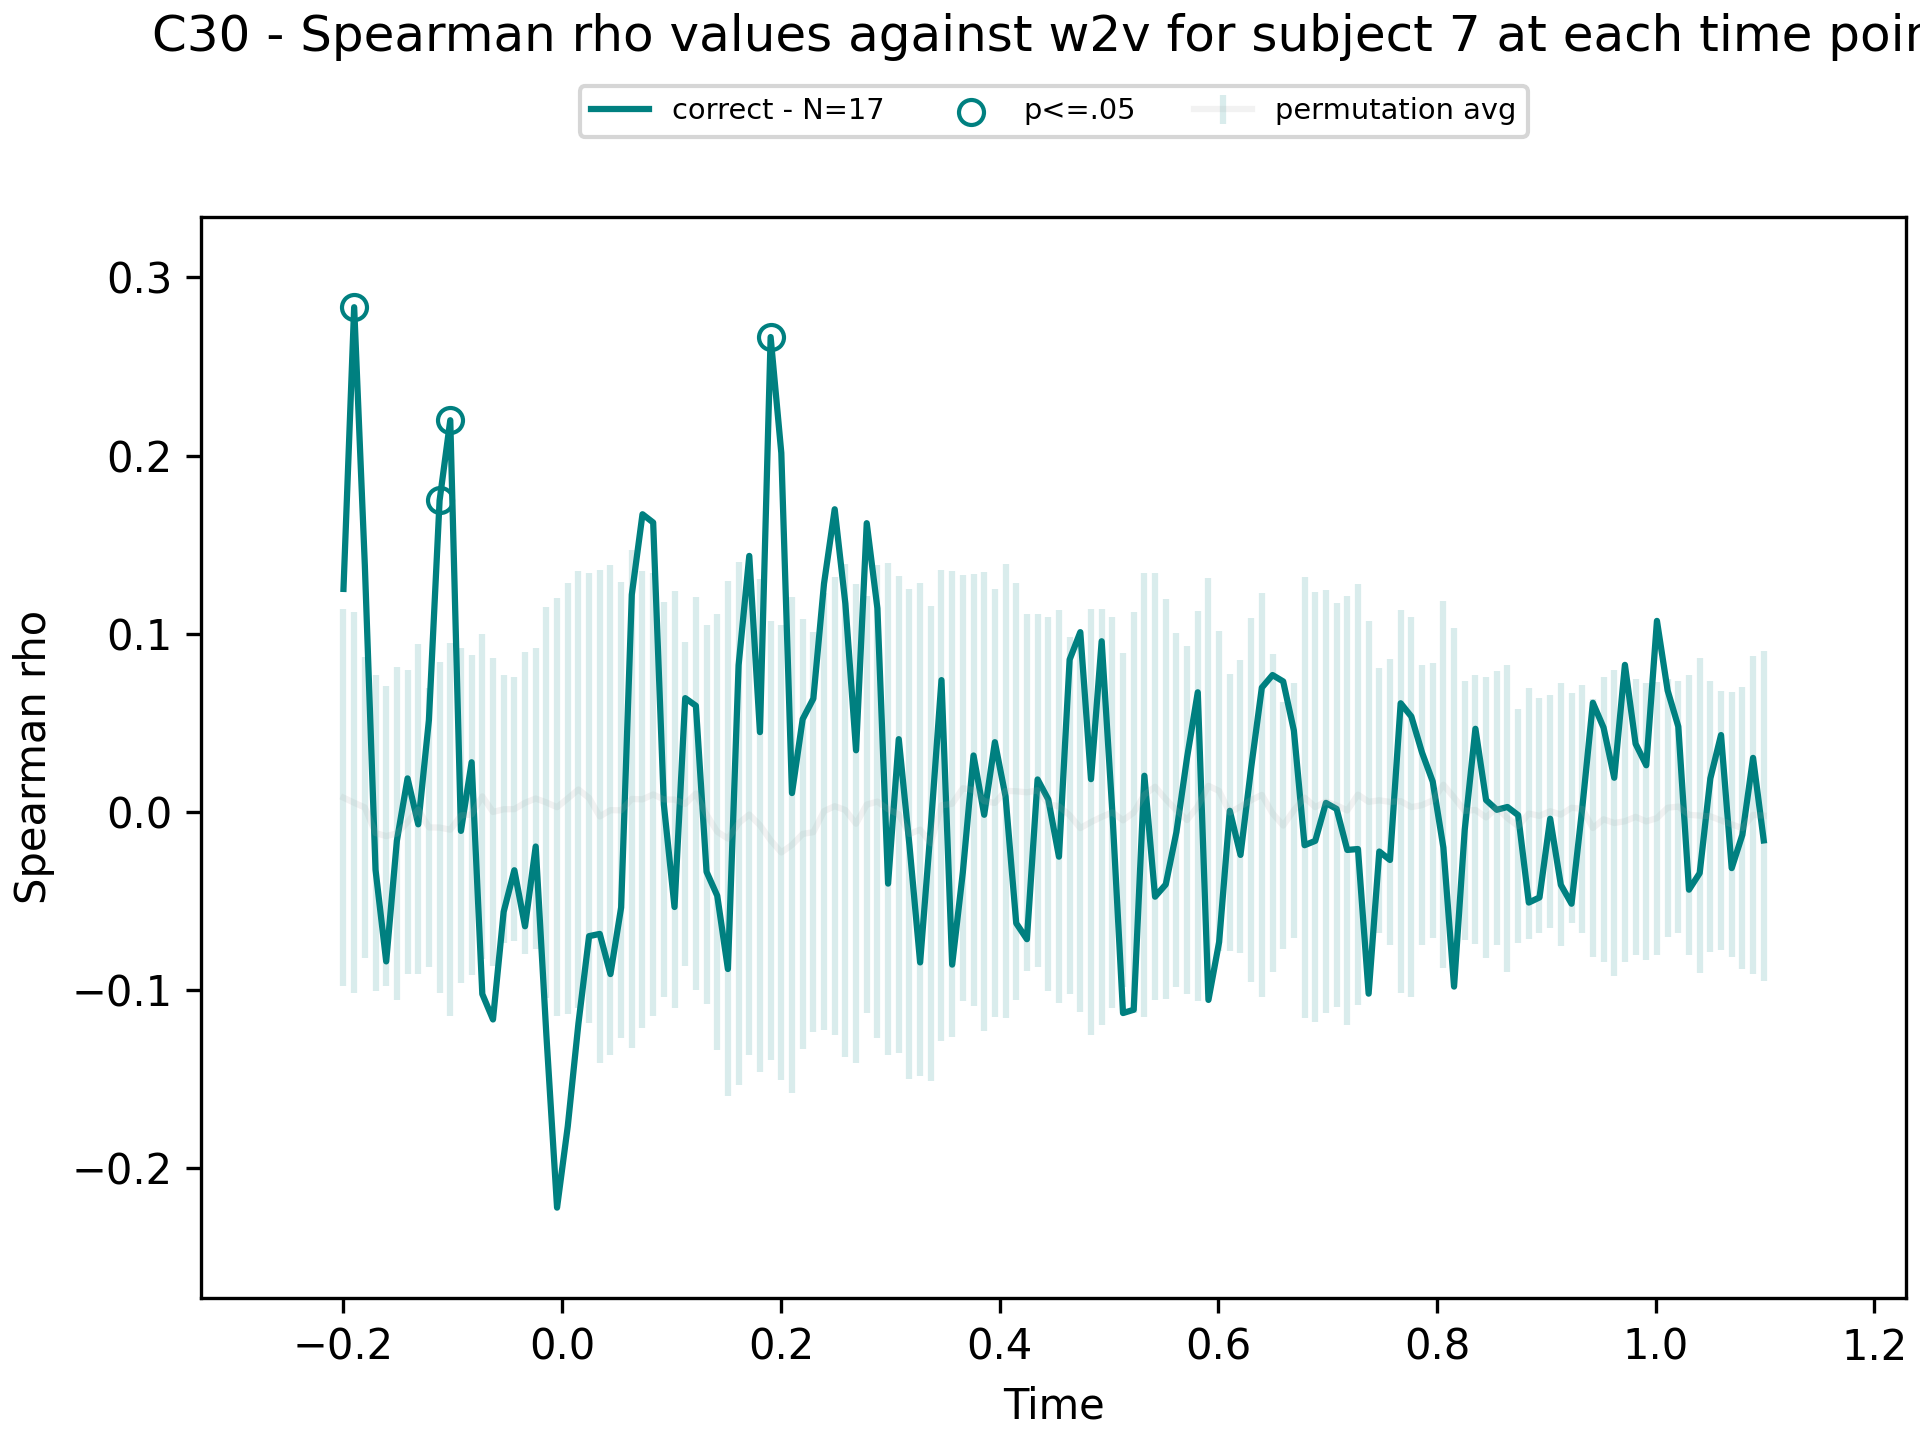 C30 - Spearman rho values against w2v for subject 7 at each time poin
correct - N=17 p<=.05 permutation avg
0.3
0.2
0.1
0.0
−0.1
−0.2
Spearman rho
−0.2 0.0 0.2 0.4 0.6 0.8 1.0 1.2
Time